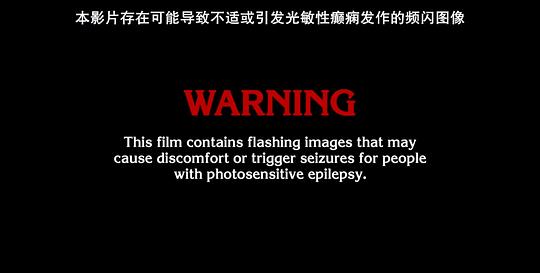 本影片存在可能导致不适或引发光敏性癫痫发作的频闪图像
WARNING
This film contains flashing images that may
cause discomfort or trigger seizures for people
with photosensitive epilepsy.